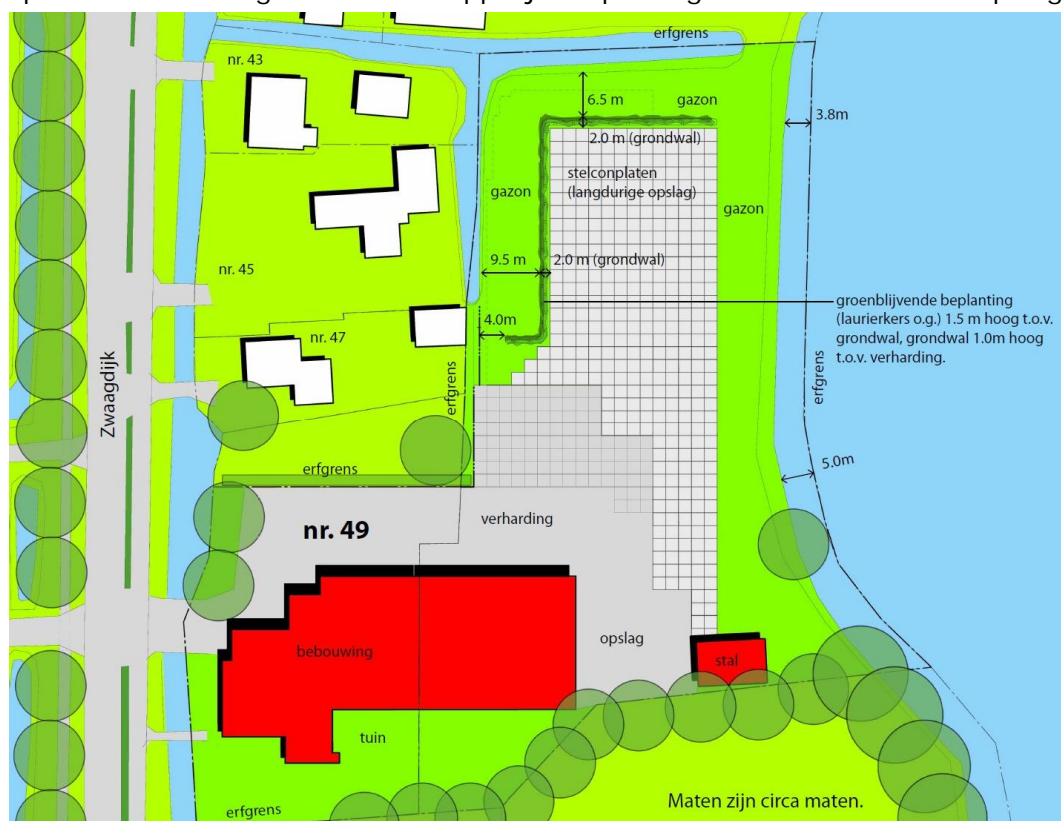 erfgrens
nr. 43
6.5 m
gazon
3.8m
2.0 m (grondwal)
stelconplaten
(langdurige opslag)
gazon
gazon
9.5 m
2.0 m (grondwal)
nr. 45
groenblijvende beplanting
(laurierkers o.g.) 1.5 m hoog t.o.v.
grondwal, grondwal 1.0m hoog
t.o.v. verharding.
4.0m
nr. 47
erfgrens
erfgrens
Zwaagdijk
erfgrens
5.0m
verharding
nr. 49
opslag
bebouwing
stal
tuin
Maten zijn circa maten.
erfgrens